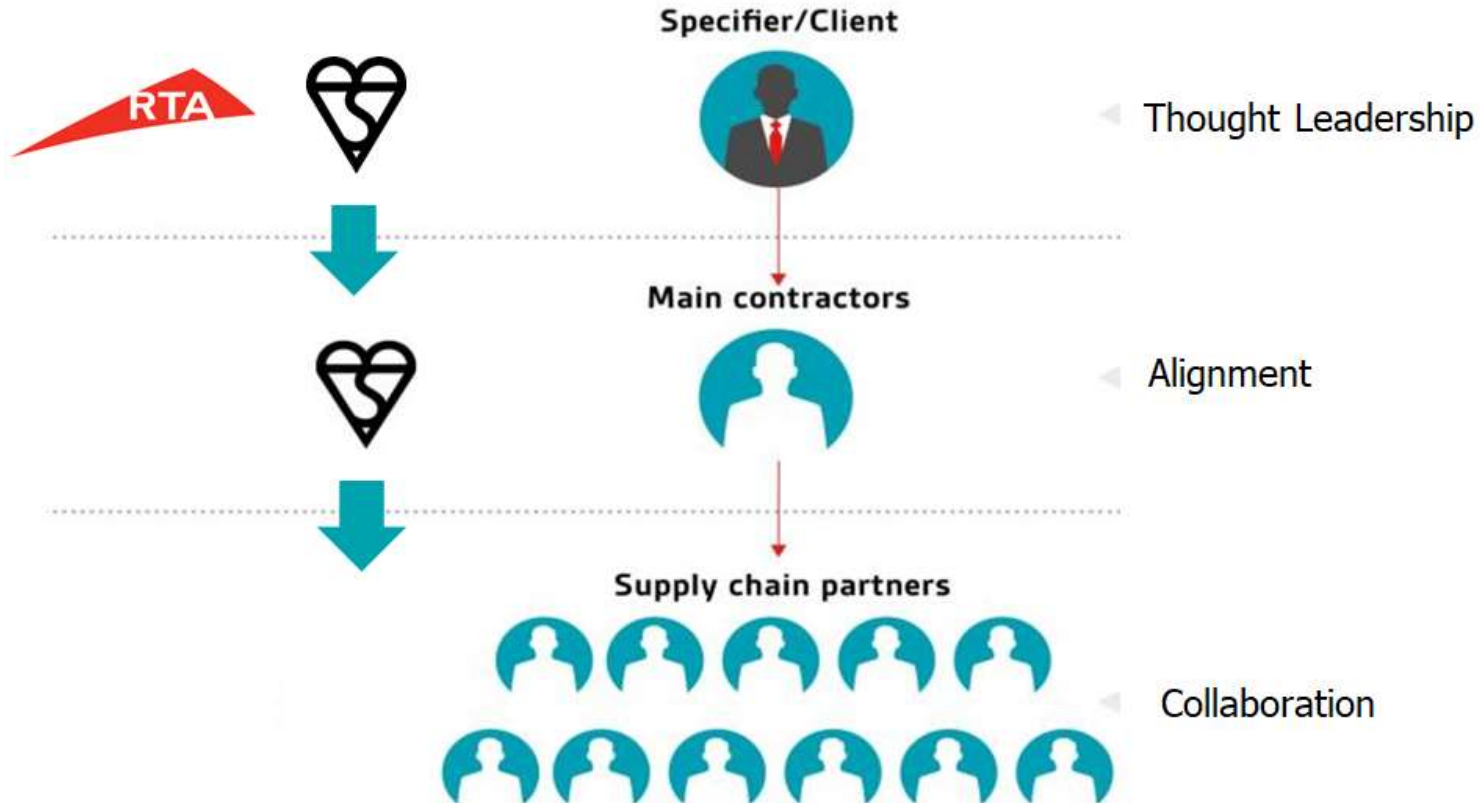 Specifier/Client
RTA
Thought Leadership
Main contractors
Alignment
Supply chain partners
Collaboration